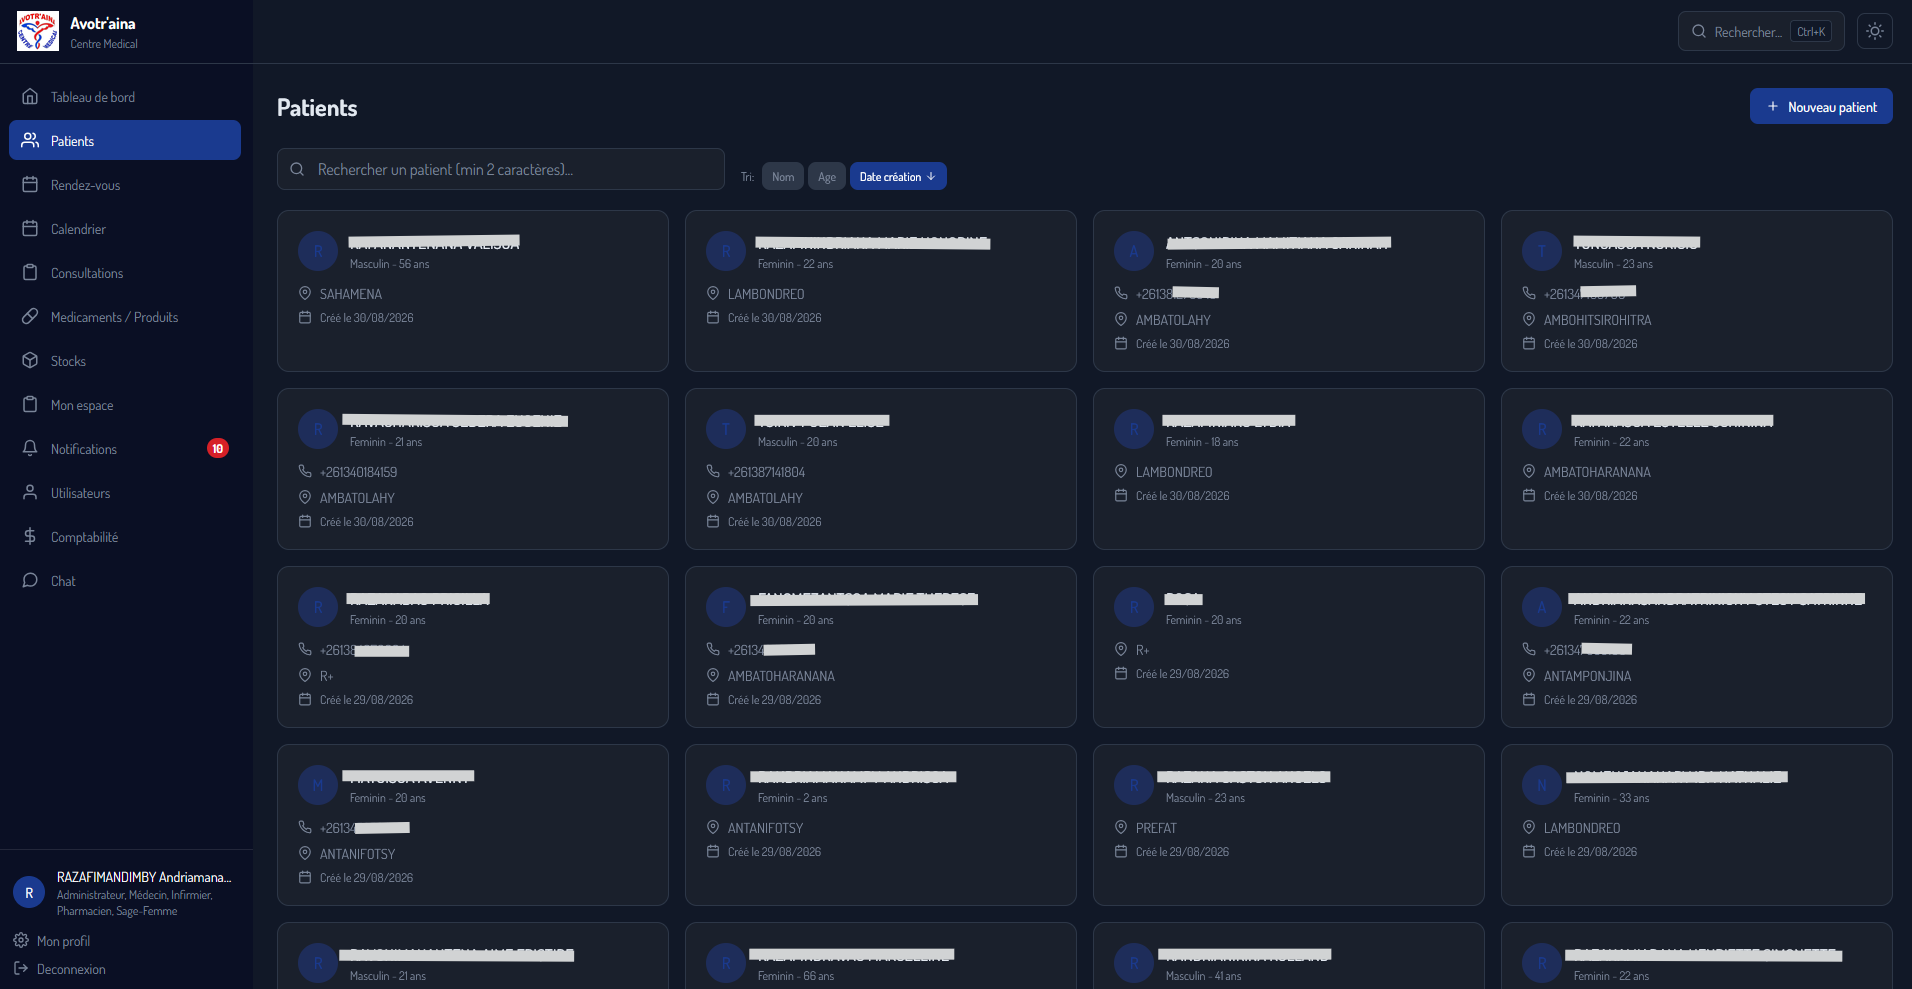 Avotr'aina
Centre Medical
Rechercher... Ctrl+K
Tableau de bord
Patients
Rendez-vous
Calendrier
Consultations
Medicaments / Produits
Stocks
Mon espace
Notifications 10
Utilisateurs
Comptabilité
Chat
RAZAFIMANDIMBY Andriamana...
Administrateur, Médecin, Infirmier,
Pharmacien, Sage-Femme
Mon profil
Deconnexion
Patients
Nouveau patient
Rechercher un patient (min 2 caractères)...
Tri: Nom Age Date création ↓
R
Masculin - 56 ans
SAHAMENA
Créé le 30/08/2026
R
Feminin - 22 ans
LAMBONDREO
Créé le 30/08/2026
A
Feminin - 20 ans
+26138
AMBATOLAHY
Créé le 30/08/2026
T
Masculin - 23 ans
+26134
AMBOHITSIROHITRA
Créé le 30/08/2026
R
Feminin - 21 ans
+261340184159
AMBATOLAHY
Créé le 30/08/2026
T
Masculin - 20 ans
+261387141804
AMBATOLAHY
Créé le 30/08/2026
R
Feminin - 18 ans
LAMBONDREO
Créé le 30/08/2026
R
Feminin - 22 ans
AMBATOHARANANA
Créé le 30/08/2026
R
Feminin - 20 ans
+26138
R+
Créé le 29/08/2026
F
Feminin - 20 ans
+26134
AMBATOHARANANA
Créé le 29/08/2026
R
Feminin - 20 ans
R+
Créé le 29/08/2026
A
Feminin - 22 ans
+26134
ANTAMPONJINA
Créé le 29/08/2026
M
Feminin - 20 ans
+26134
ANTANIFOTSY
Créé le 29/08/2026
R
Feminin - 2 ans
ANTANIFOTSY
Créé le 29/08/2026
R
Masculin - 23 ans
PREFAT
Créé le 29/08/2026
N
Feminin - 33 ans
LAMBONDREO
Créé le 29/08/2026
R
Masculin - 21 ans
R
Feminin - 66 ans
R
Masculin - 41 ans
R
Feminin - 22 ans